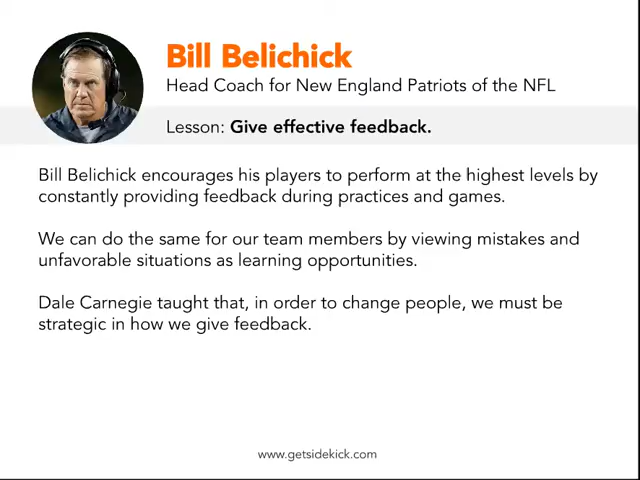 Bill Belichick
Head Coach for New England Patriots of the NFL
Lesson: Give effective feedback.
Bill Belichick encourages his players to perform at the highest levels by
constantly providing feedback during practices and games.
We can do the same for our team members by viewing mistakes and
unfavorable situations as learning opportunities.
Dale Carnegie taught that, in order to change people, we must be
strategic in how we give feedback.
www.getsidekick.com